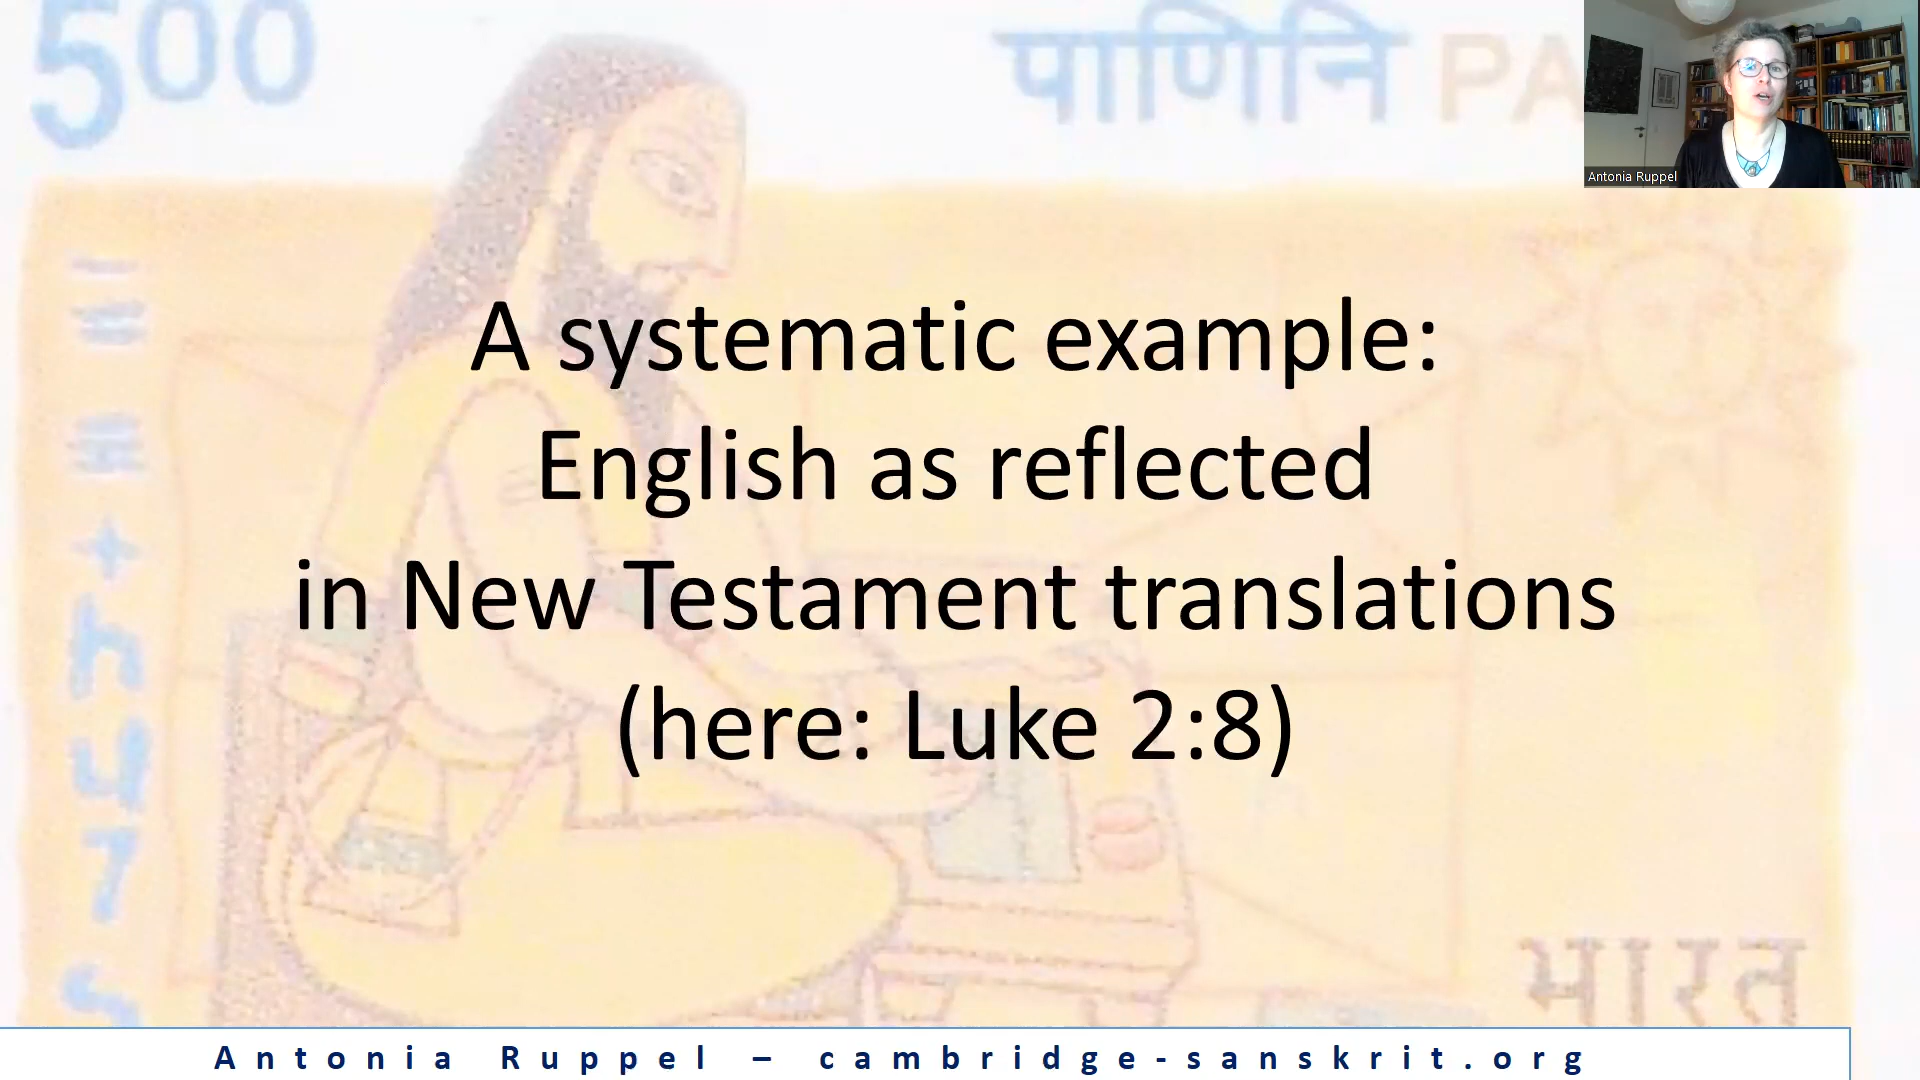 500
पाणिनि PA
Antonia Ruppel
A systematic example:
English as reflected
in New Testament translations
(here: Luke 2:8)
भारत
Antonia Ruppel – cambridge-sanskrit.org